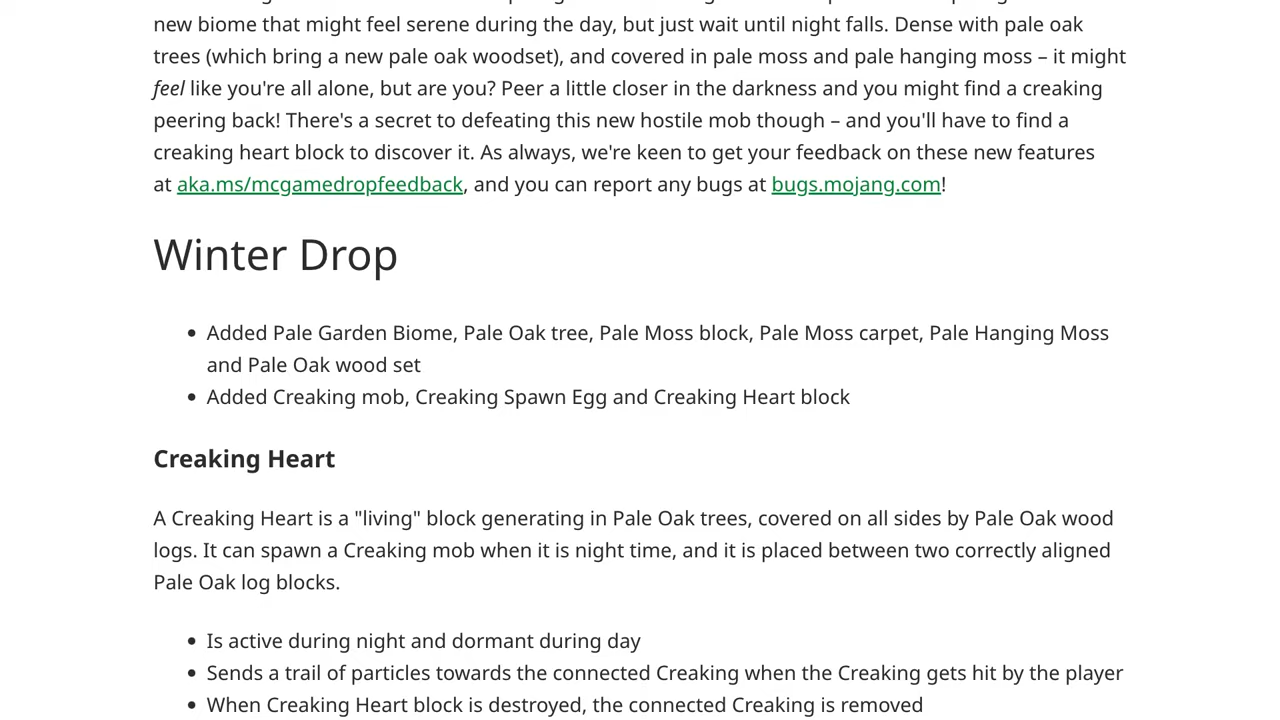 new biome that might feel serene during the day, but just wait until night falls. Dense with pale oak
trees (which bring a new pale oak woodset), and covered in pale moss and pale hanging moss – it might
feel like you're all alone, but are you? Peer a little closer in the darkness and you might find a creaking
peering back! There's a secret to defeating this new hostile mob though – and you'll have to find a
creaking heart block to discover it. As always, we're keen to get your feedback on these new features
at aka.ms/mcgamedropfeedback, and you can report any bugs at bugs.mojang.com!
Winter Drop
• Added Pale Garden Biome, Pale Oak tree, Pale Moss block, Pale Moss carpet, Pale Hanging Moss
and Pale Oak wood set
• Added Creaking mob, Creaking Spawn Egg and Creaking Heart block
Creaking Heart
A Creaking Heart is a "living" block generating in Pale Oak trees, covered on all sides by Pale Oak wood
logs. It can spawn a Creaking mob when it is night time, and it is placed between two correctly aligned
Pale Oak log blocks.
• Is active during night and dormant during day
• Sends a trail of particles towards the connected Creaking when the Creaking gets hit by the player
• When Creaking Heart block is destroyed, the connected Creaking is removed